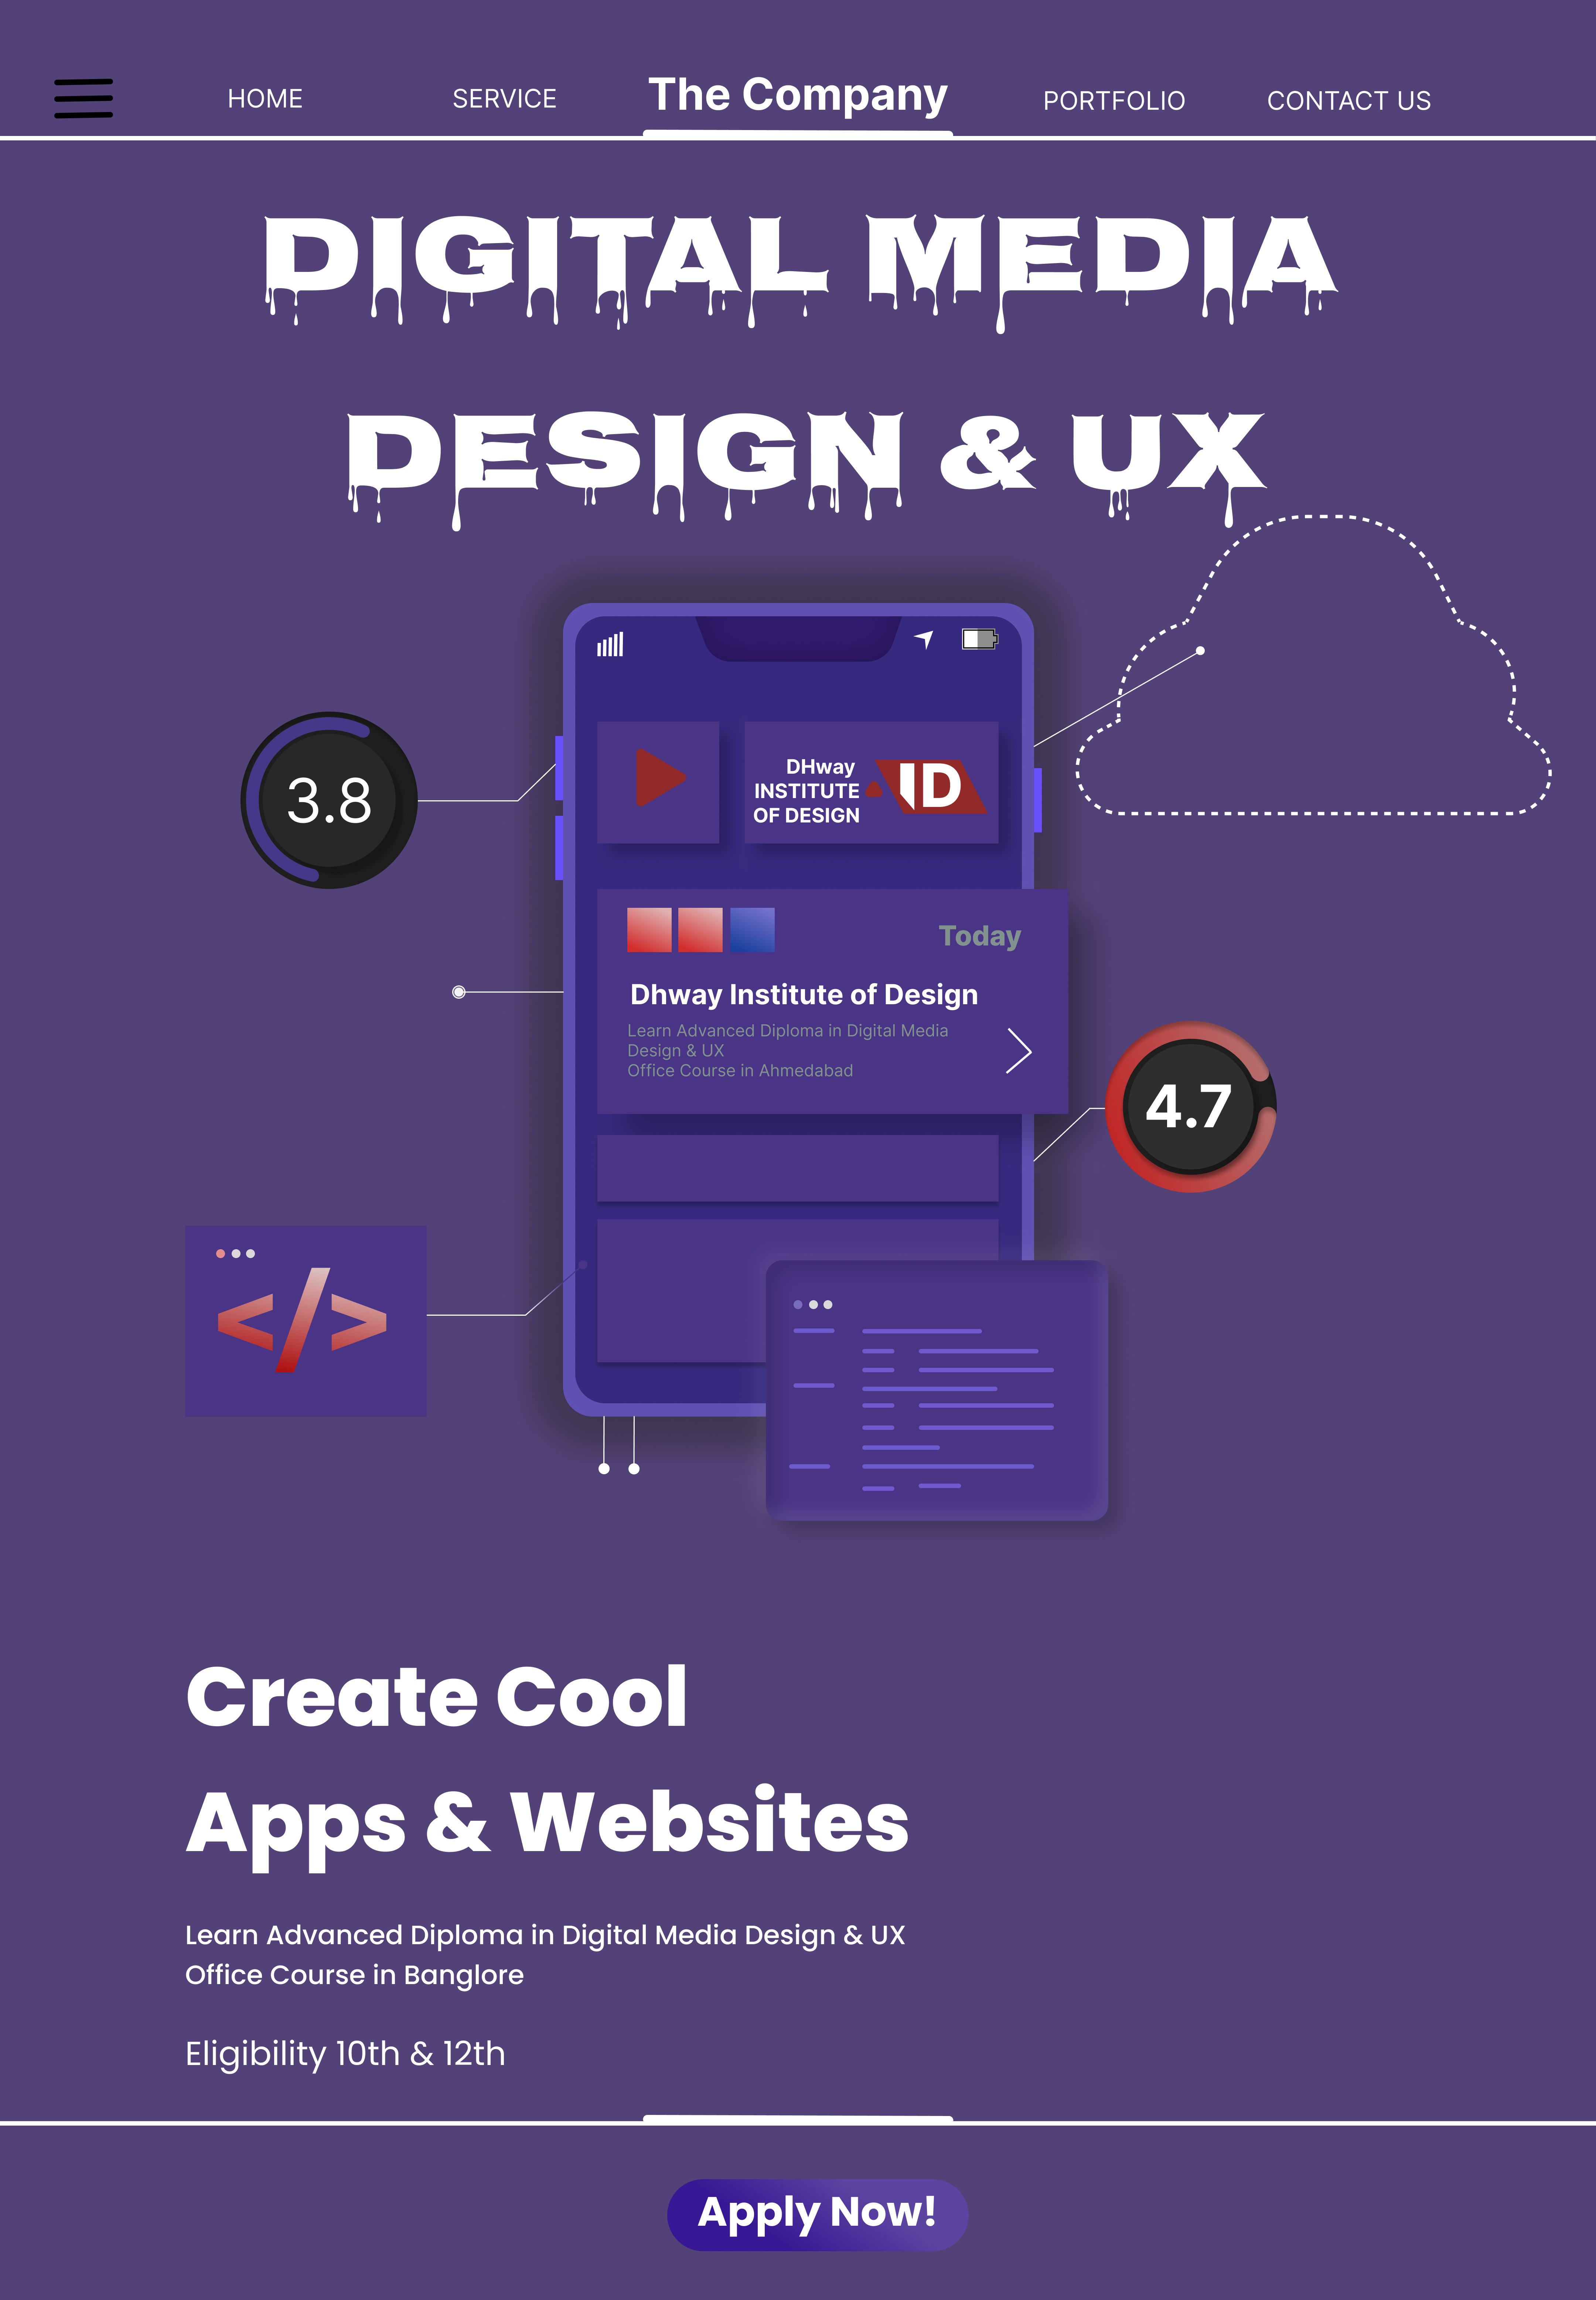 HOME
SERVICE
The Company
PORTFOLIO
CONTACT US
DIGITAL MEDIA
DESIGN & UX
3.8
DHway
INSTITUTE
OF DESIGN
ID
Today
Dhway Institute of Design
Learn Advanced Diploma in Digital Media
Design & UX
Office Course in Ahmedabad
4.7
</>
Create Cool
Apps & Websites
Learn Advanced Diploma in Digital Media Design & UX
Office Course in Banglore
Eligibility 10th & 12th
Apply Now!